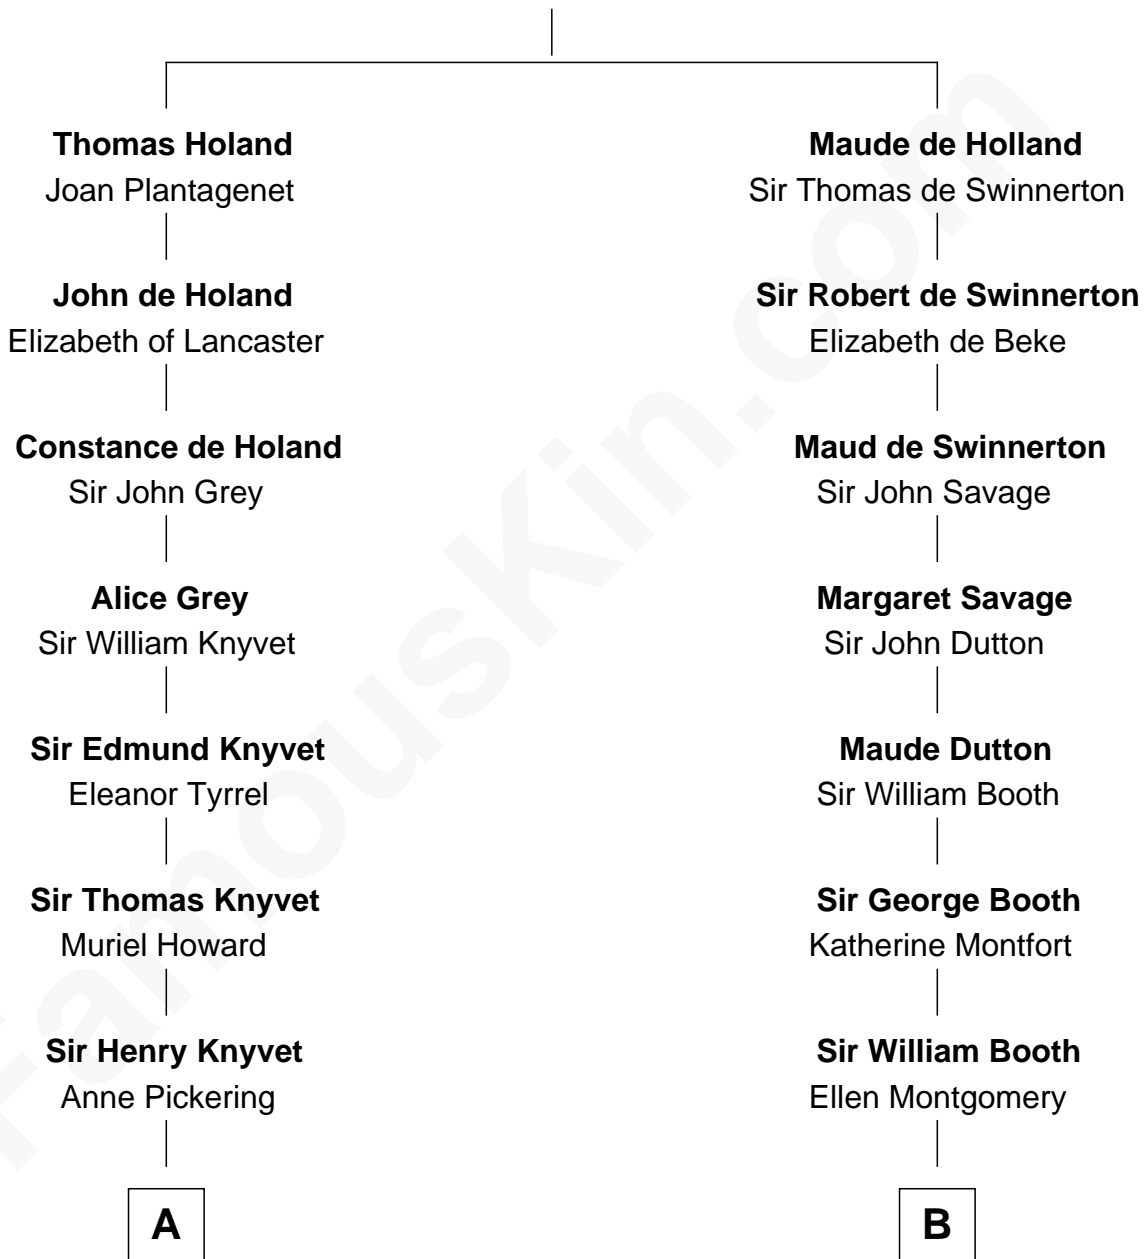 Thomas Holand
Joan Plantagenet
John de Holand
Elizabeth of Lancaster
Constance de Holand
Sir John Grey
Alice Grey
Sir William Knyvet
Sir Edmund Knyvet
Eleanor Tyrrel
Sir Thomas Knyvet
Muriel Howard
Sir Henry Knyvet
Anne Pickering
A
Maude de Holland
Sir Thomas de Swinnerton
Sir Robert de Swinnerton
Elizabeth de Beke
Maud de Swinnerton
Sir John Savage
Margaret Savage
Sir John Dutton
Maude Dutton
Sir William Booth
Sir George Booth
Katherine Montfort
Sir William Booth
Ellen Montgomery
B
FamousKin.com